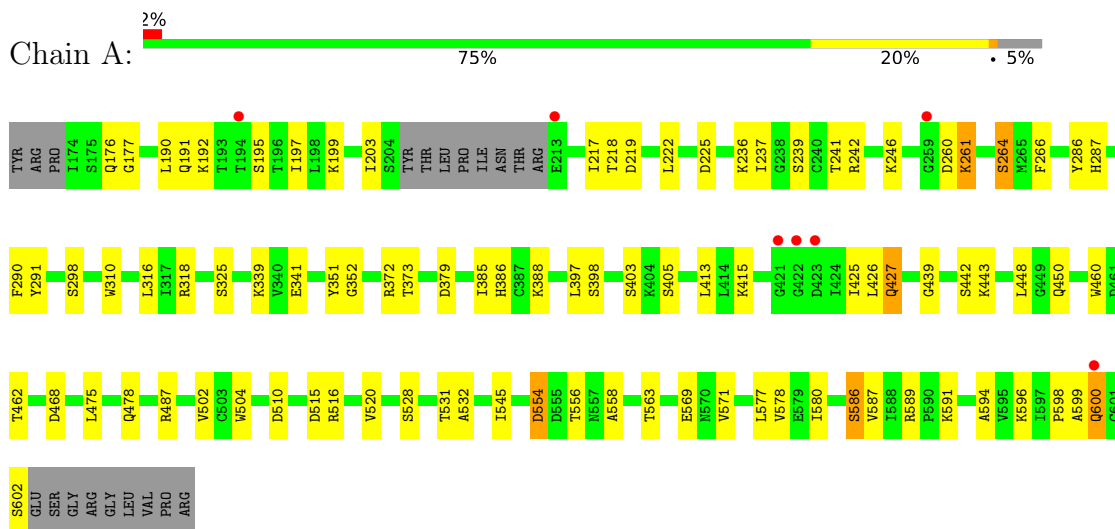 2%
Chain A:
75% 20% • 5%
TYR ARG PRO I174 S175 Q176 G177 L190 Q191 K192 T193 T194 S195 T196 I197 L198 K199 I203 S204 TYR THR LEU PRO ILE ASN THR ARG E213 I217 T218 D219 L222 D225 K236 I237 G238 S239 C240 T241 R242 K246 G259 D260 K261 S264 M265 F266 Y286 H287
F290 Y291 S298 W310 L316 I317 R318 S325 K339 V340 E341 Y351 G352 R372 T373 D379 I385 H386 C387 K388 L397 S398 S403 K404 S405 L413 L414 K415 G421 G422 D423 I424 I425 L426 Q427 G439 S442 K443 L448 G449 Q450 W460 D461
T462 D468 L475 Q478 R487 V502 C503 W504 D510 D515 R516 V520 S528 T531 A532 I545 D554 D555 T556 N557 A558 T563 E569 N570 V571 L577 V578 E579 I580 S586 V587 I588 R589 P590 K591 A594 V595 K596 I597 P598 A599 Q600 G601
S602 GLU SER GLY ARG GLY LEU VAL PRO ARG